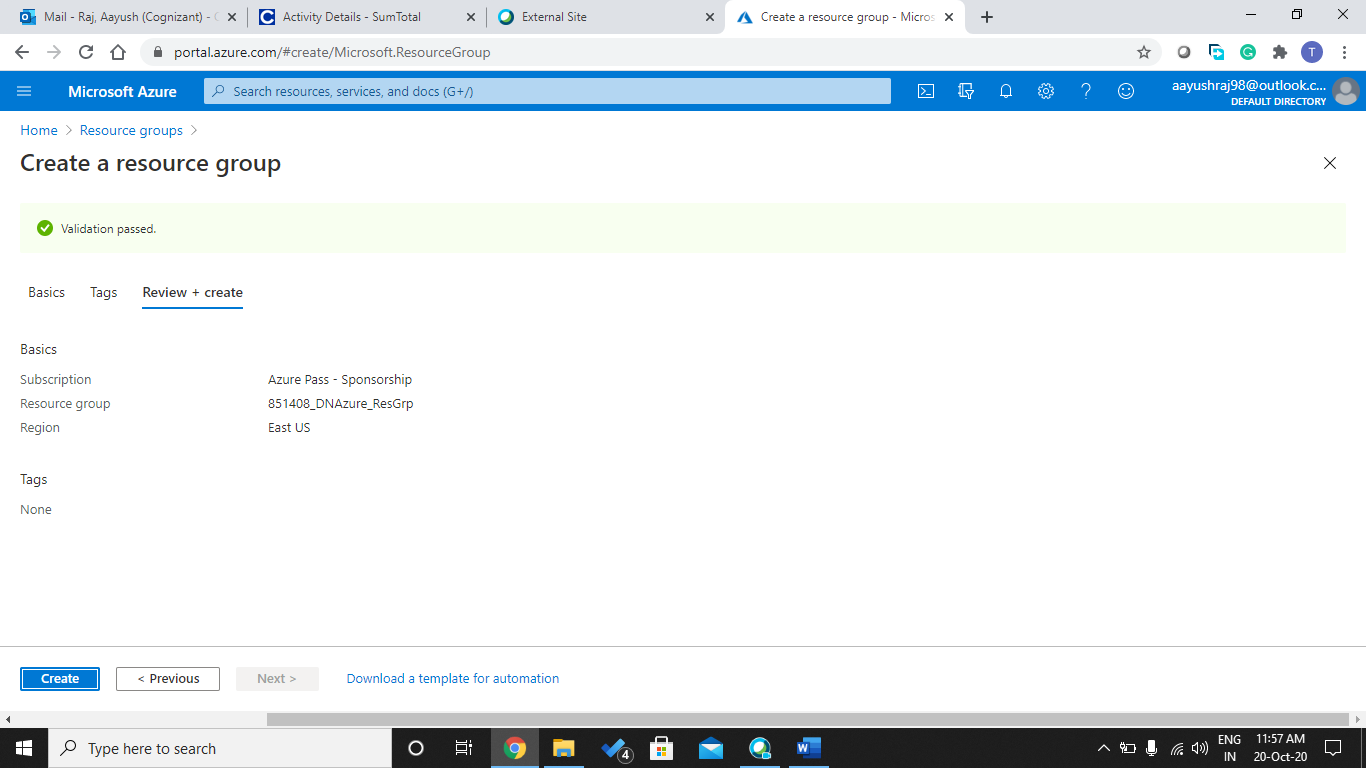 Mail - Raj, Aayush (Cognizant) -
Activity Details - SumTotal
External Site
Create a resource group - Micros
portal.azure.com/#create/Microsoft.ResourceGroup
T
Microsoft Azure
Search resources, services, and docs (G+/)
aayushraj98@outlook.c...
DEFAULT DIRECTORY
Home > Resource groups >
Create a resource group
Validation passed.
Basics Tags Review + create
Basics
Subscription Azure Pass - Sponsorship
Resource group 851408_DNAzure_ResGrp
Region East US
Tags
None
Create < Previous Next > Download a template for automation
Type here to search
4
ENG
IN
11:57 AM
20-Oct-20